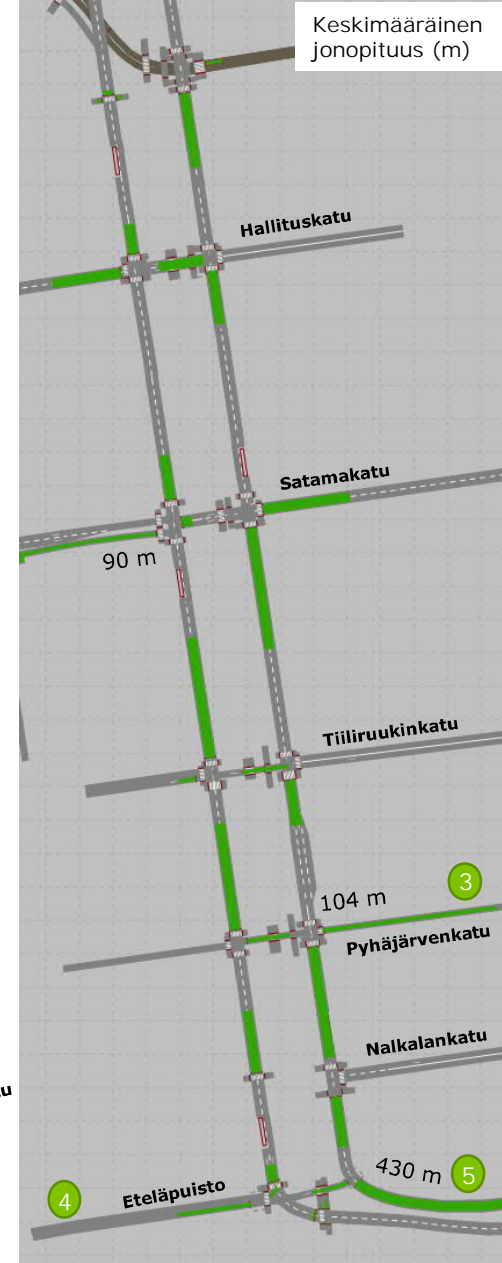 Keskimääräinen
jonopituus (m)
Hallituskatu
Satamakatu
90 m
Tiiliruukinkatu
3
104 m
Pyhäjärvenkatu
Nalkalankatu
430 m
5
4
Eteläpuisto